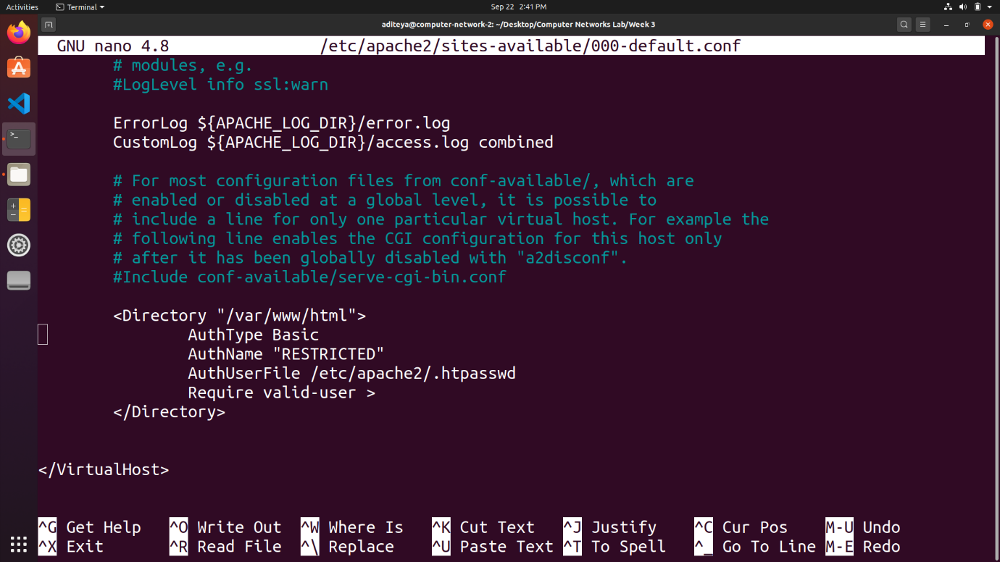 Activities Terminal Sep 22 2:41 PM
aditeya@computer-network-2: ~/Desktop/Computer Networks Lab/Week 3
GNU nano 4.8 /etc/apache2/sites-available/000-default.conf
# modules, e.g.
#LogLevel info ssl:warn
ErrorLog ${APACHE_LOG_DIR}/error.log
CustomLog ${APACHE_LOG_DIR}/access.log combined
# For most configuration files from conf-available/, which are
# enabled or disabled at a global level, it is possible to
# include a line for only one particular virtual host. For example the
# following line enables the CGI configuration for this host only
# after it has been globally disabled with "a2disconf".
#Include conf-available/serve-cgi-bin.conf
<Directory "/var/www/html">
AuthType Basic
AuthName "RESTRICTED"
AuthUserFile /etc/apache2/.htpasswd
Require valid-user >
</Directory>
</VirtualHost>
^G Get Help ^O Write Out ^W Where Is ^K Cut Text ^J Justify ^C Cur Pos M-U Undo
^X Exit ^R Read File ^\ Replace ^U Paste Text ^T To Spell ^_ Go To Line M-E Redo